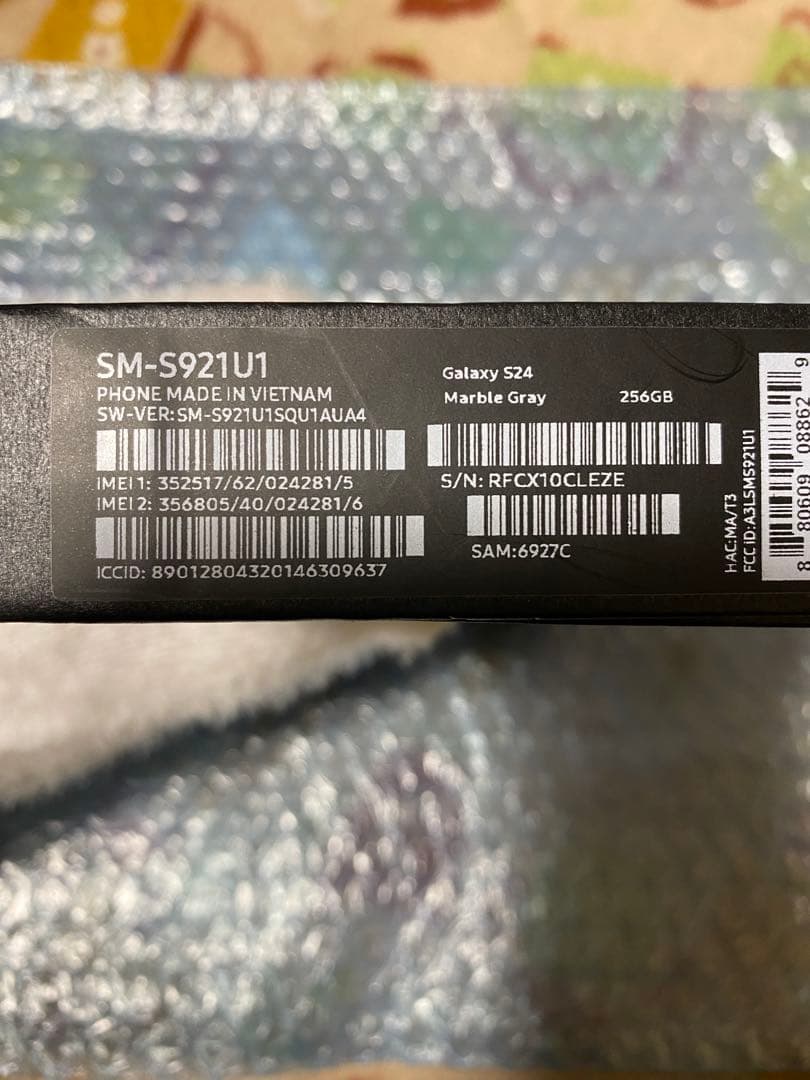 SM-S921U1
PHONE MADE IN VIETNAM
SW-VER:SM-S921U1SQU1AUA4
IMEI 1: 352517/62/024281/5
IMEI 2: 356805/40/024281/6
ICCID: 89012804320146309637
Galaxy S24
Marble Gray 256GB
S/N: RFCX10CLEZE
SAM:6927C
HAC:MA/T3
FCC iD:A3LSMS921U1
8 80609 08862 9